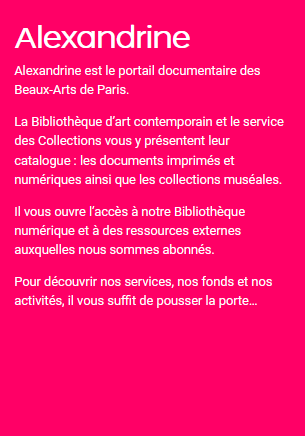 Alexandrine
Alexandrine est le portail documentaire des
Beaux-Arts de Paris.
La Bibliothèque d’art contemporain et le service
des Collections vous y présentent leur
catalogue : les documents imprimés et
numériques ainsi que les collections muséales.
Il vous ouvre l’accès à notre Bibliothèque
numérique et à des ressources externes
auxquelles nous sommes abonnés.
Pour découvrir nos services, nos fonds et nos
activités, il vous suffit de pousser la porte…